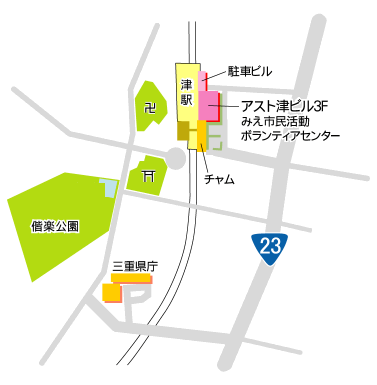 駐車ビル
津駅
アスト津ビル3F
みえ市民活動
ボランティアセンター
チャム
偕楽公園
23
三重県庁